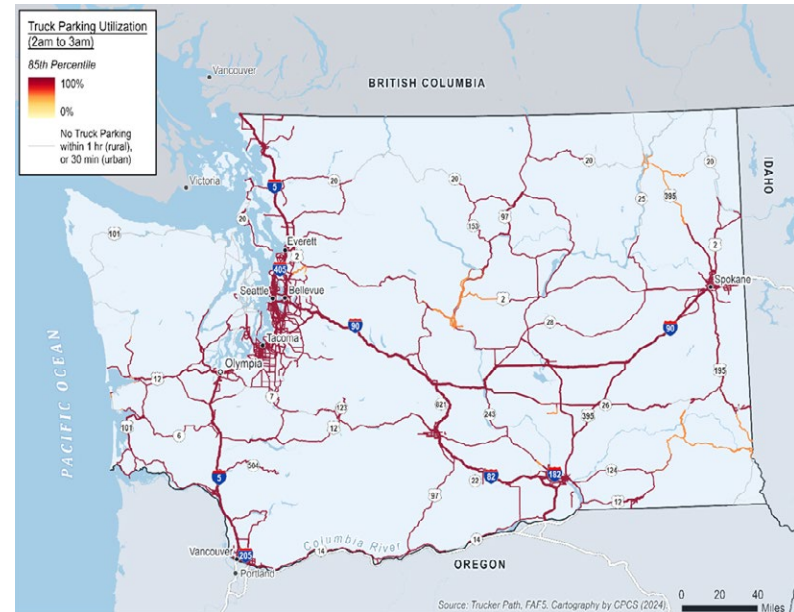 Truck Parking Utilization
(2am to 3am)
85th Percentile
100%
0%
No Truck Parking
within 1 hr (rural),
or 30 min (urban)
Vancouver
BRITISH COLUMBIA
Victoria
IDAHO
PACIFIC OCEAN
OREGON
Columbia River
Everett
Seattle
Bellevue
Tacoma
Olympia
Spokane
Vancouver
Portland
5
20
20
20
20
20
101
2
405
97
153
25
395
2
2
90
28
90
195
12
7
821
243
26
395
123
12
101
6
504
5
97
22
82
182
124
12
14
14
205
Source: Trucker Path, FAF5, Cartography by CPCS (2024).
0 20 40
Miles